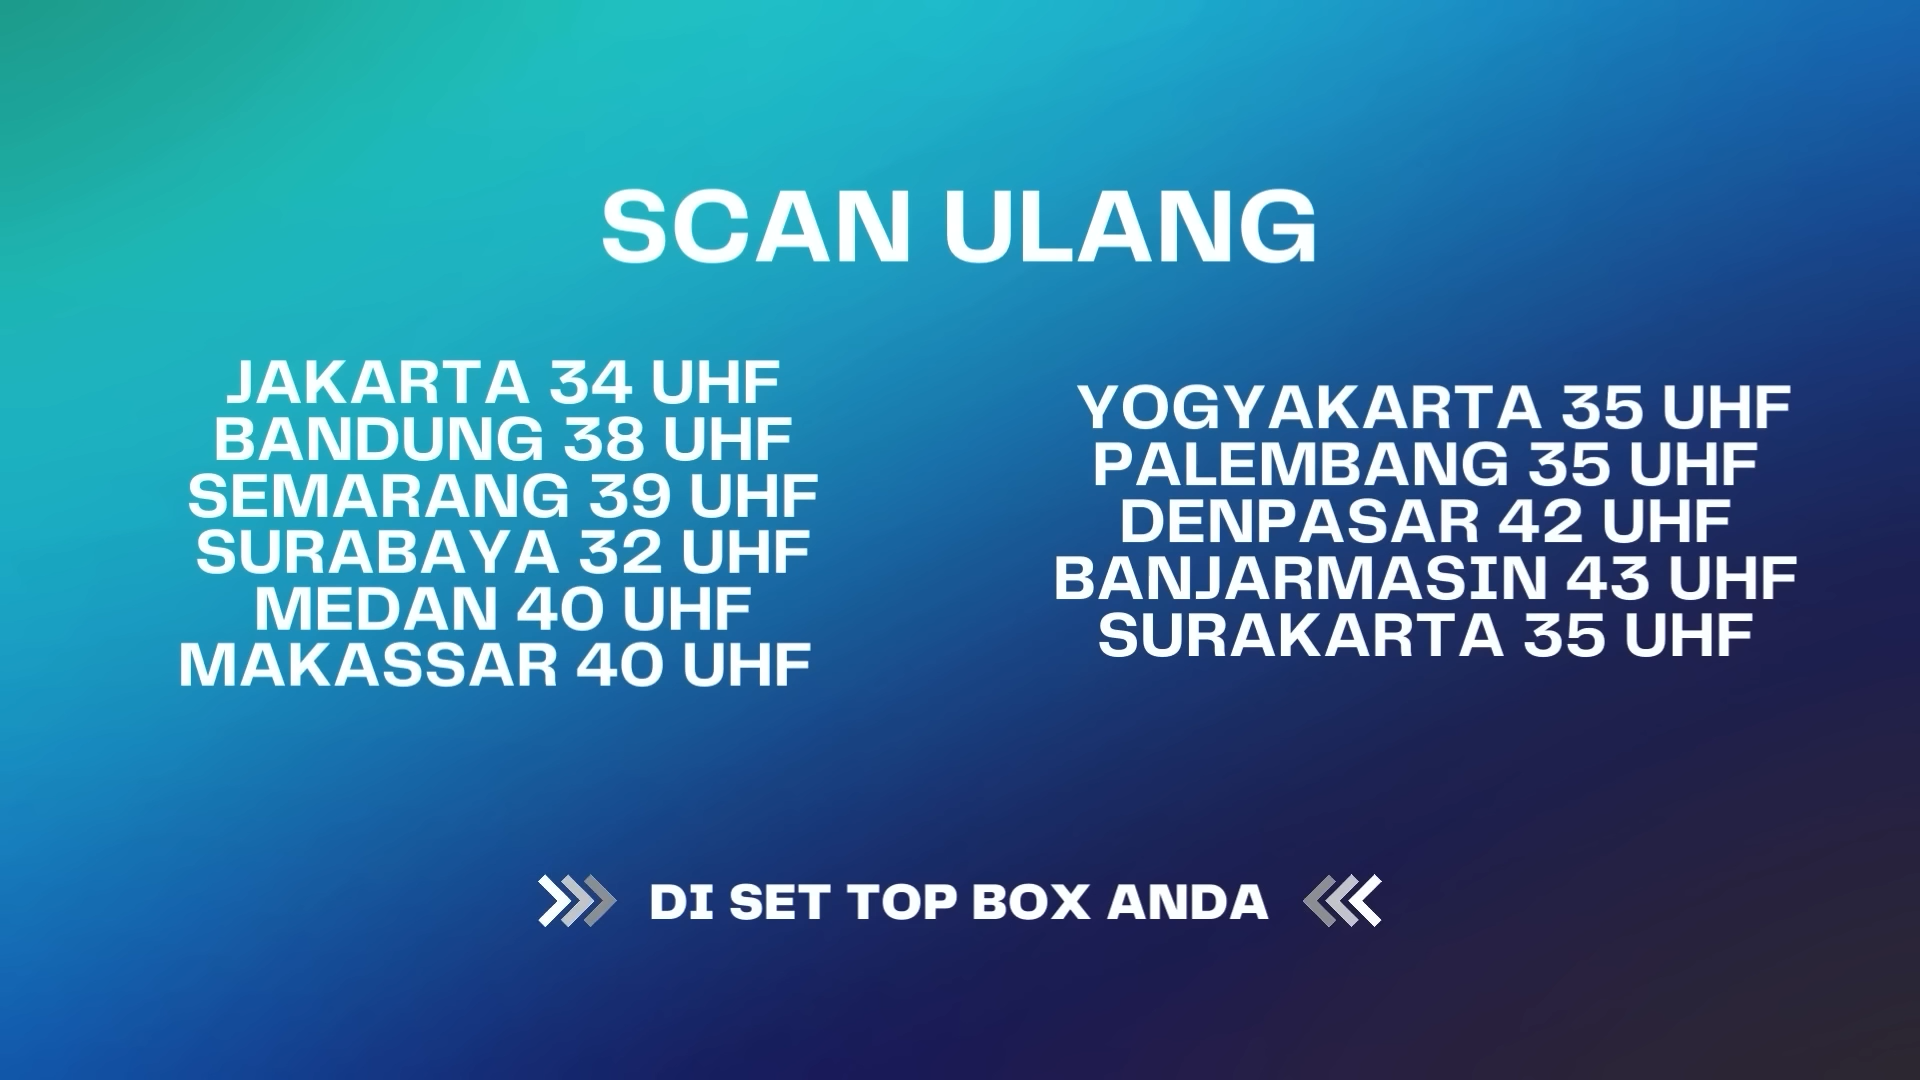 SCAN ULANG
JAKARTA 34 UHF
BANDUNG 38 UHF
SEMARANG 39 UHF
SURABAYA 32 UHF
MEDAN 40 UHF
MAKASSAR 40 UHF
YOGYAKARTA 35 UHF
PALEMBANG 35 UHF
DENPASAR 42 UHF
BANJARMASIN 43 UHF
SURAKARTA 35 UHF
DI SET TOP BOX ANDA